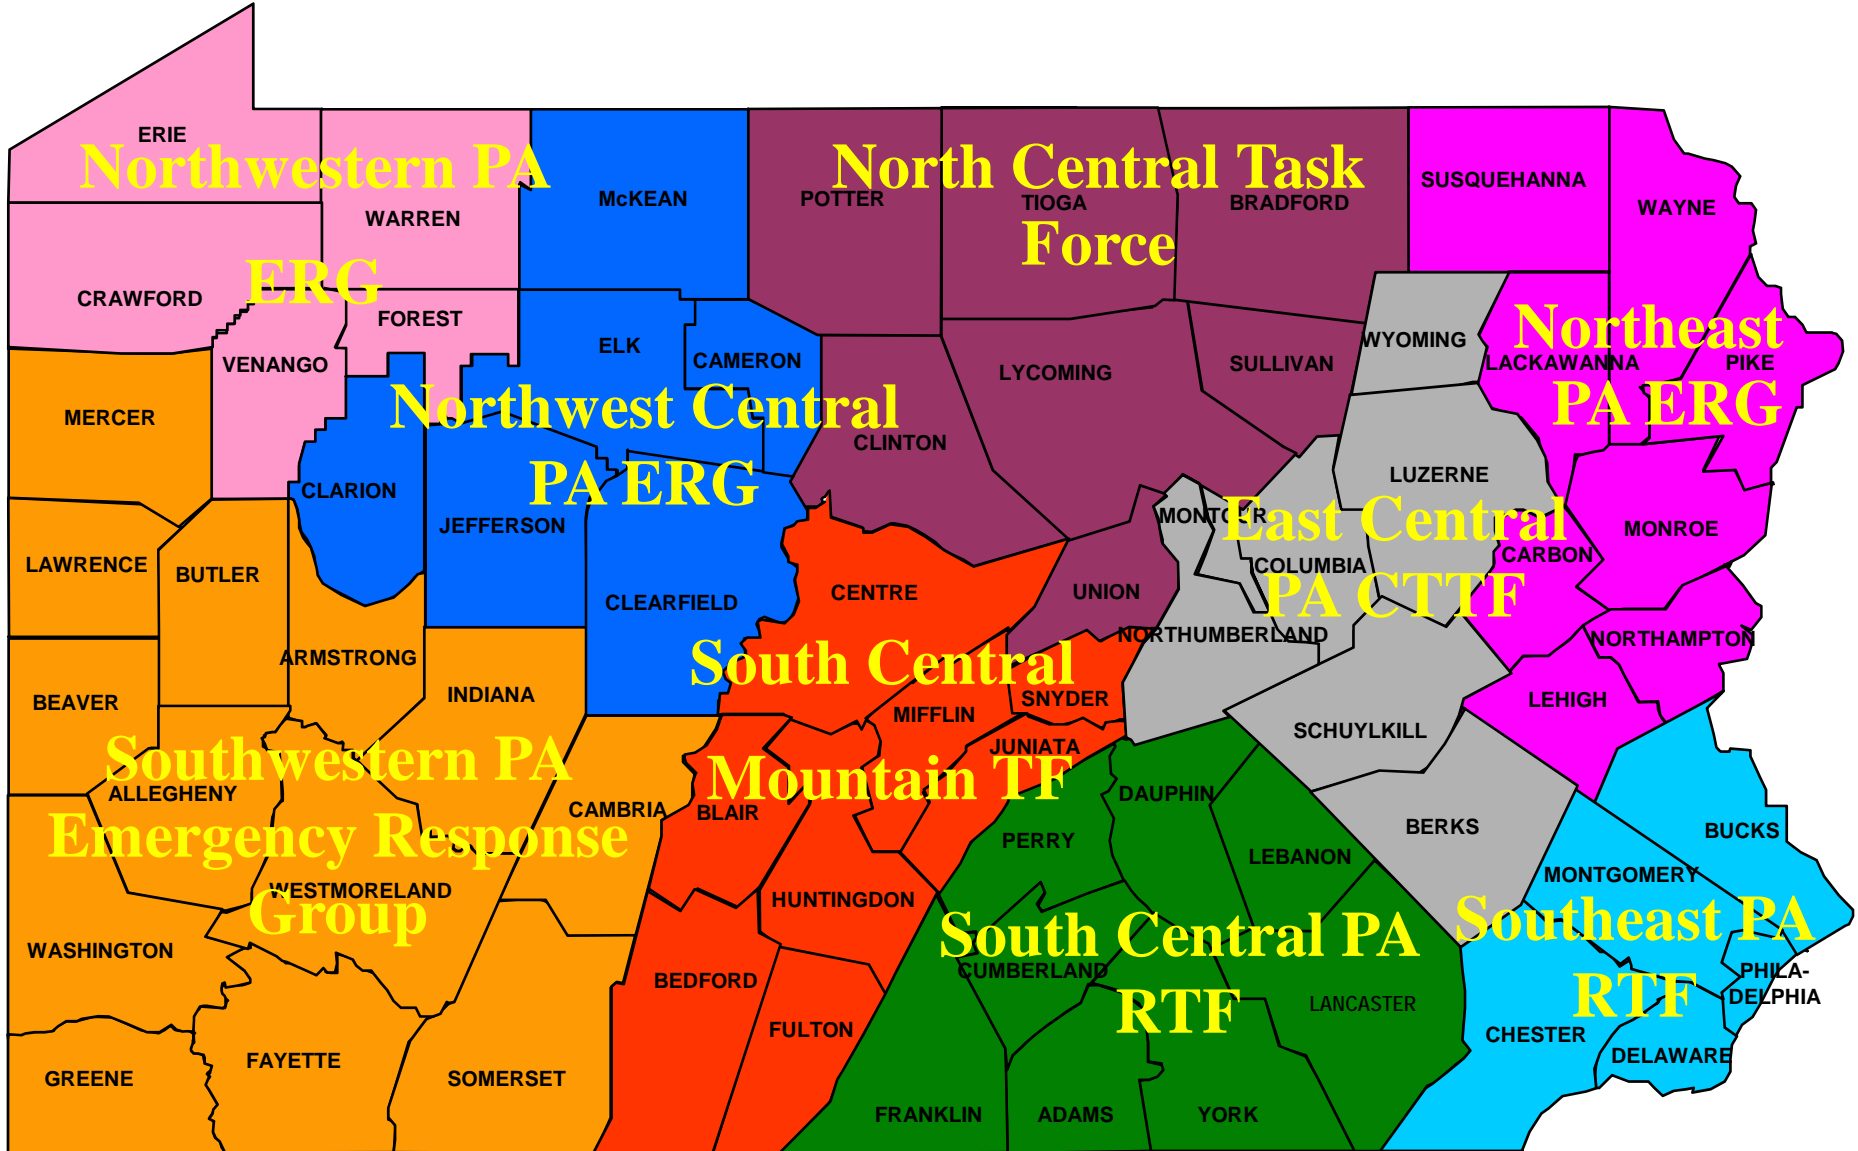 ERIE
Northwestern PA
ERG
WARREN
McKEAN
POTTER
North Central Task
Force
TIOGA
BRADFORD
SUSQUEHANNA
WAYNE
CRAWFORD
FOREST
VENANGO
ELK
CAMERON
Northwest Central
PA ERG
LYCOMING
SULLIVAN
WYOMING
LACKAWANNA
Northeast
PA ERG
PIKE
MERCER
CLARION
JEFFERSON
CLINTON
LUZERNE
MONTOUR
East Central
PA CTTF
COLUMBIA
CARBON
MONROE
LAWRENCE
BUTLER
CLEARFIELD
CENTRE
UNION
NORTHUMBERLAND
NORTHAMPTON
ARMSTRONG
INDIANA
South Central
Mountain TF
SNYDER
MIFFLIN
JUNIATA
SCHUYLKILL
LEHIGH
BEAVER
Southwestern PA
Emergency Response
Group
ALLEGHENY
CAMBRIA
BLAIR
DAUPHIN
PERRY
LEBANON
BERKS
BUCKS
MONTGOMERY
WESTMORELAND
HUNTINGDON
South Central PA
RTF
Southeast PA
RTF
WASHINGTON
BEDFORD
CUMBERLAND
LANCASTER
PHILA-
DELPHIA
FULTON
CHESTER
DELAWARE
GREENE
FAYETTE
SOMERSET
FRANKLIN
ADAMS
YORK